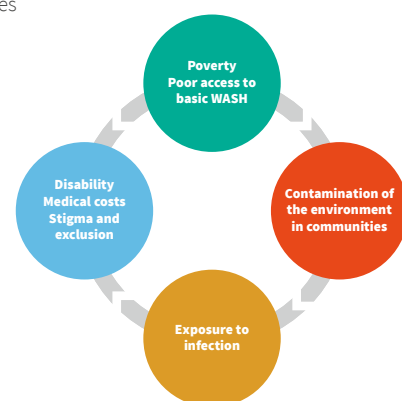 es
Poverty
Poor access to
basic WASH
Contamination of
the environment
in communities
Exposure to
infection
Disability
Medical costs
Stigma and
exclusion